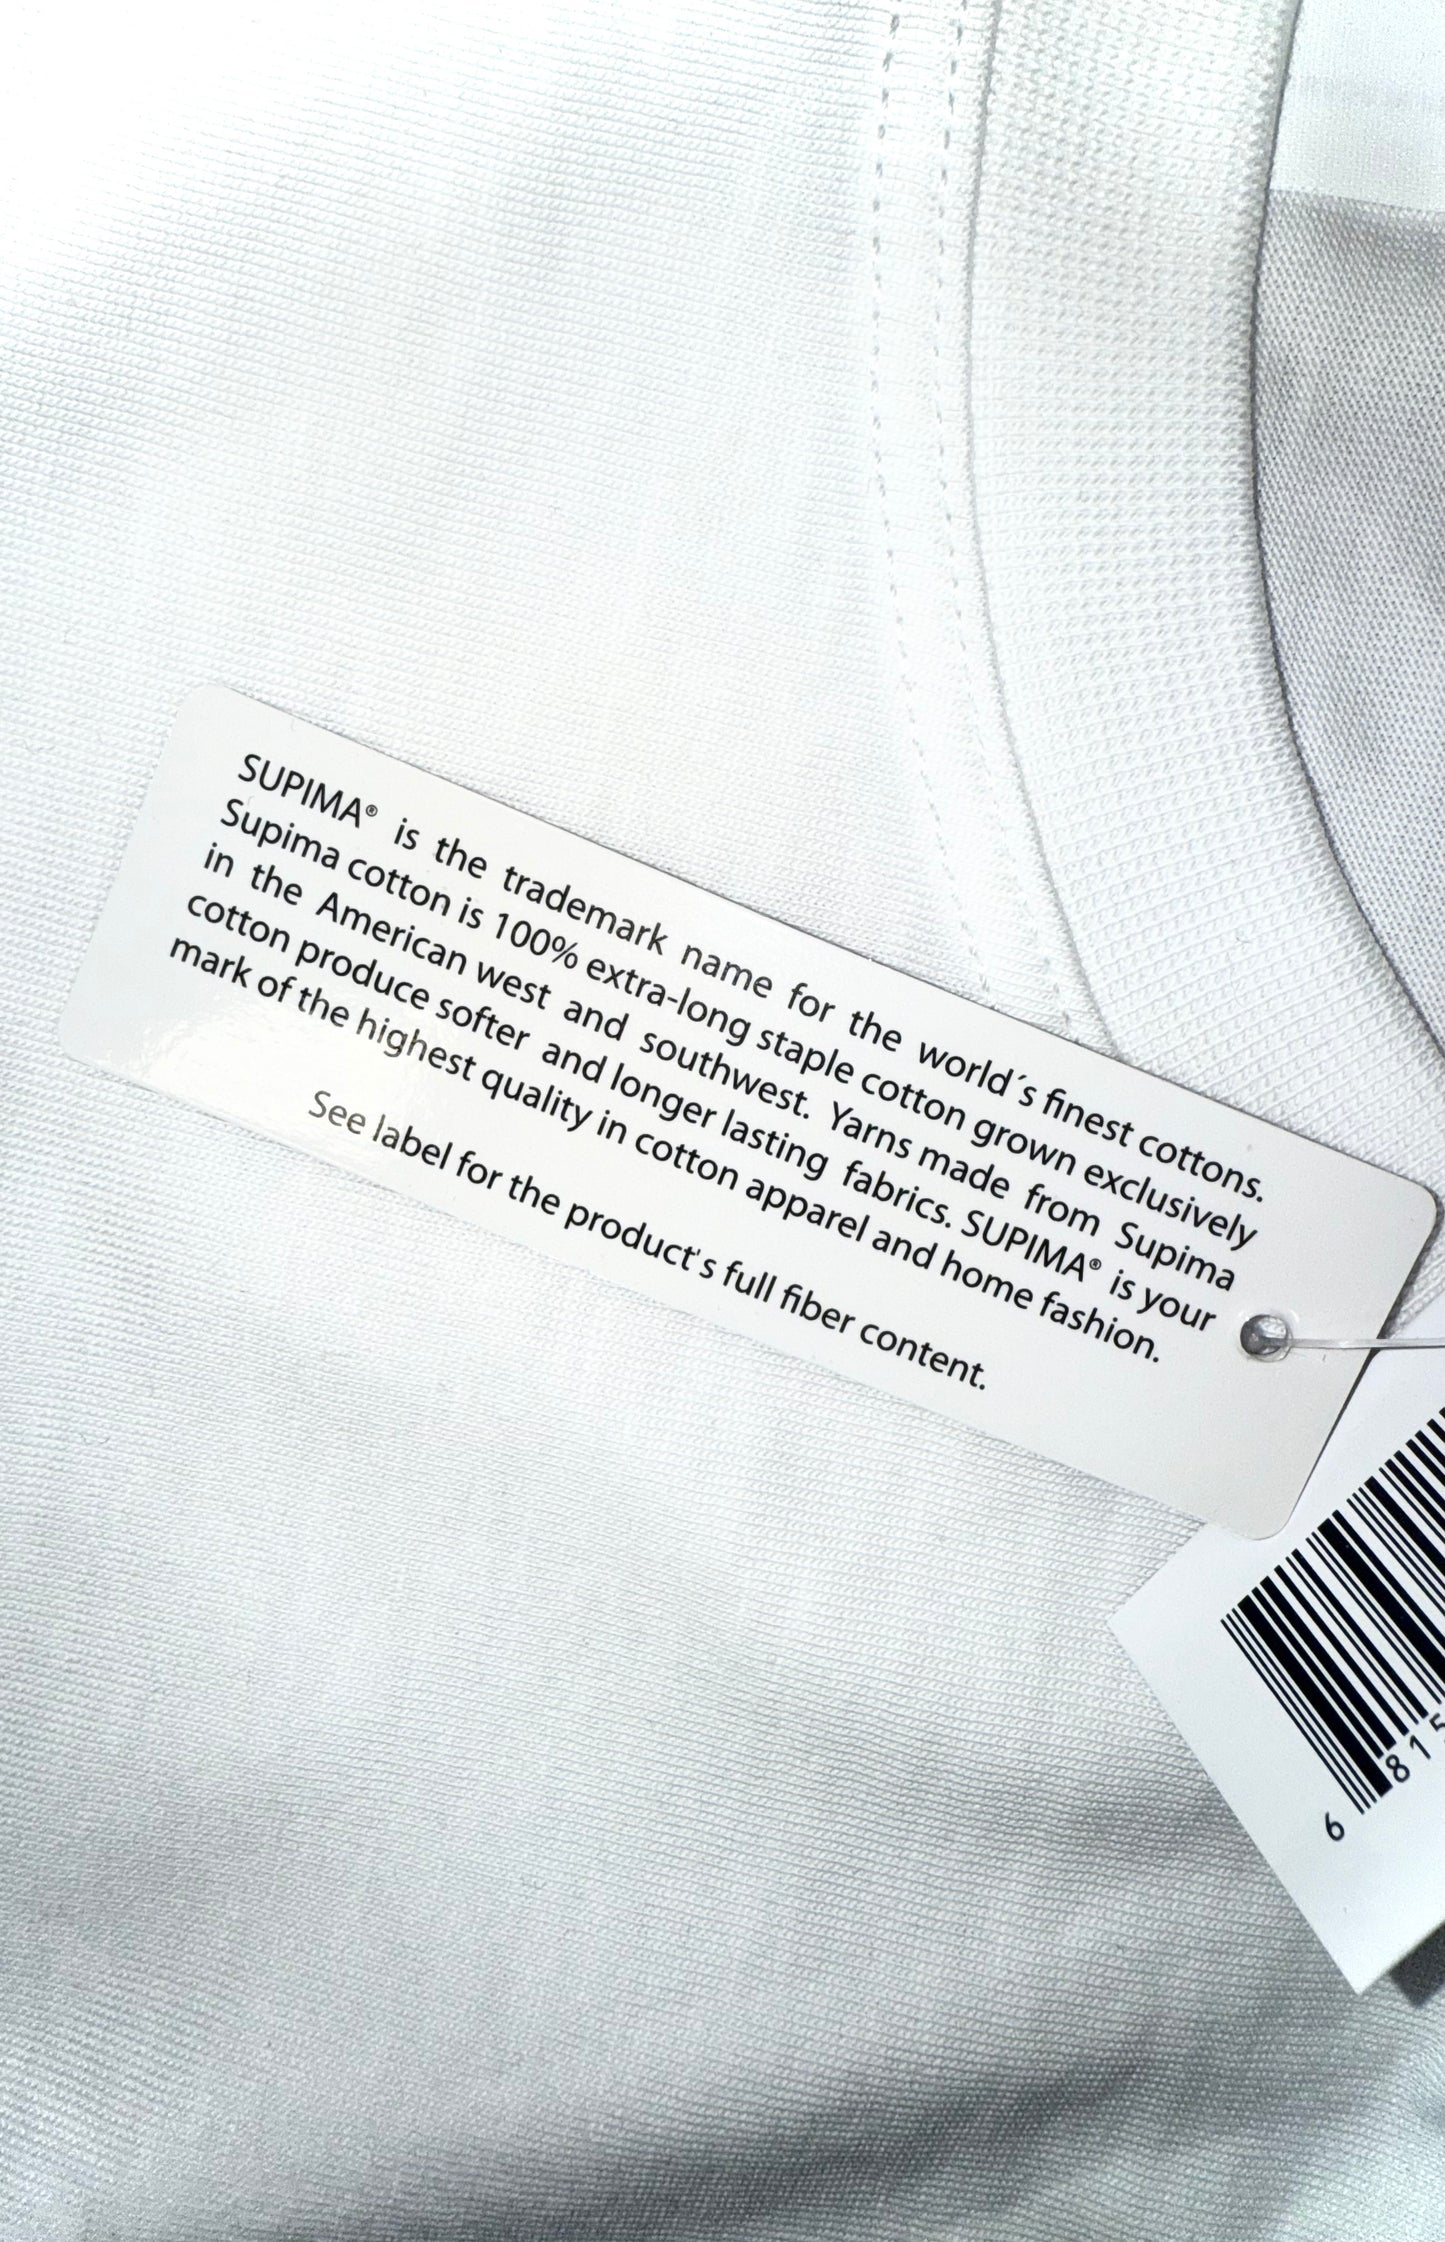 SUPIMA® is the trademark name for the world´s finest cottons.
Supima cotton is 100% extra-long staple cotton grown exclusively
in the American west and southwest. Yarns made from Supima
cotton produce softer and longer lasting fabrics. SUPIMA® is your
mark of the highest quality in cotton apparel and home fashion.
See label for the product's full fiber content.
6 815